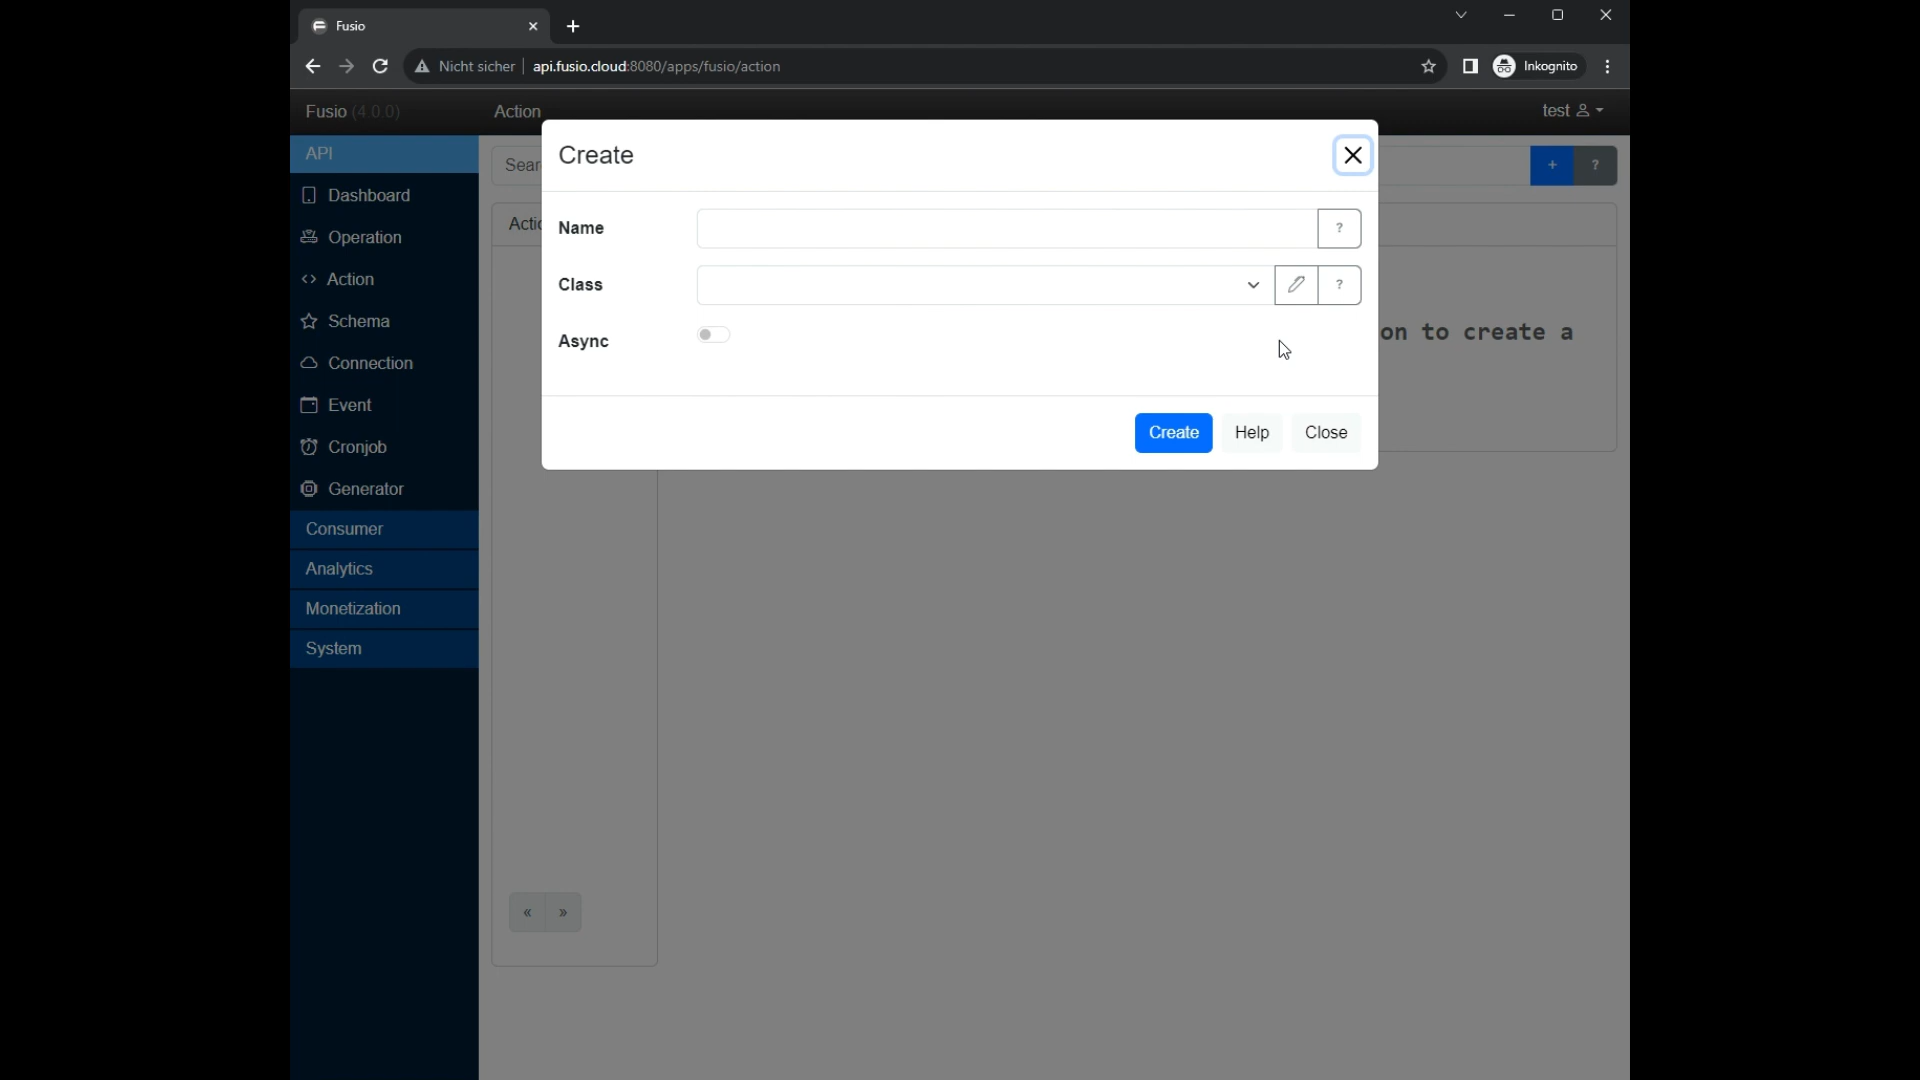 Fusio
Nicht sicher api.fusio.cloud:8080/apps/fusio/action Inkognito
Fusio (4.0.0) Action test
API
Dashboard
Operation
Action
Schema
Connection
Event
Cronjob
Generator
Consumer
Analytics
Monetization
System
Sear
+ ?
Actio
on to create a
Create
Name ?
Class ?
Async
Create Help Close
« »